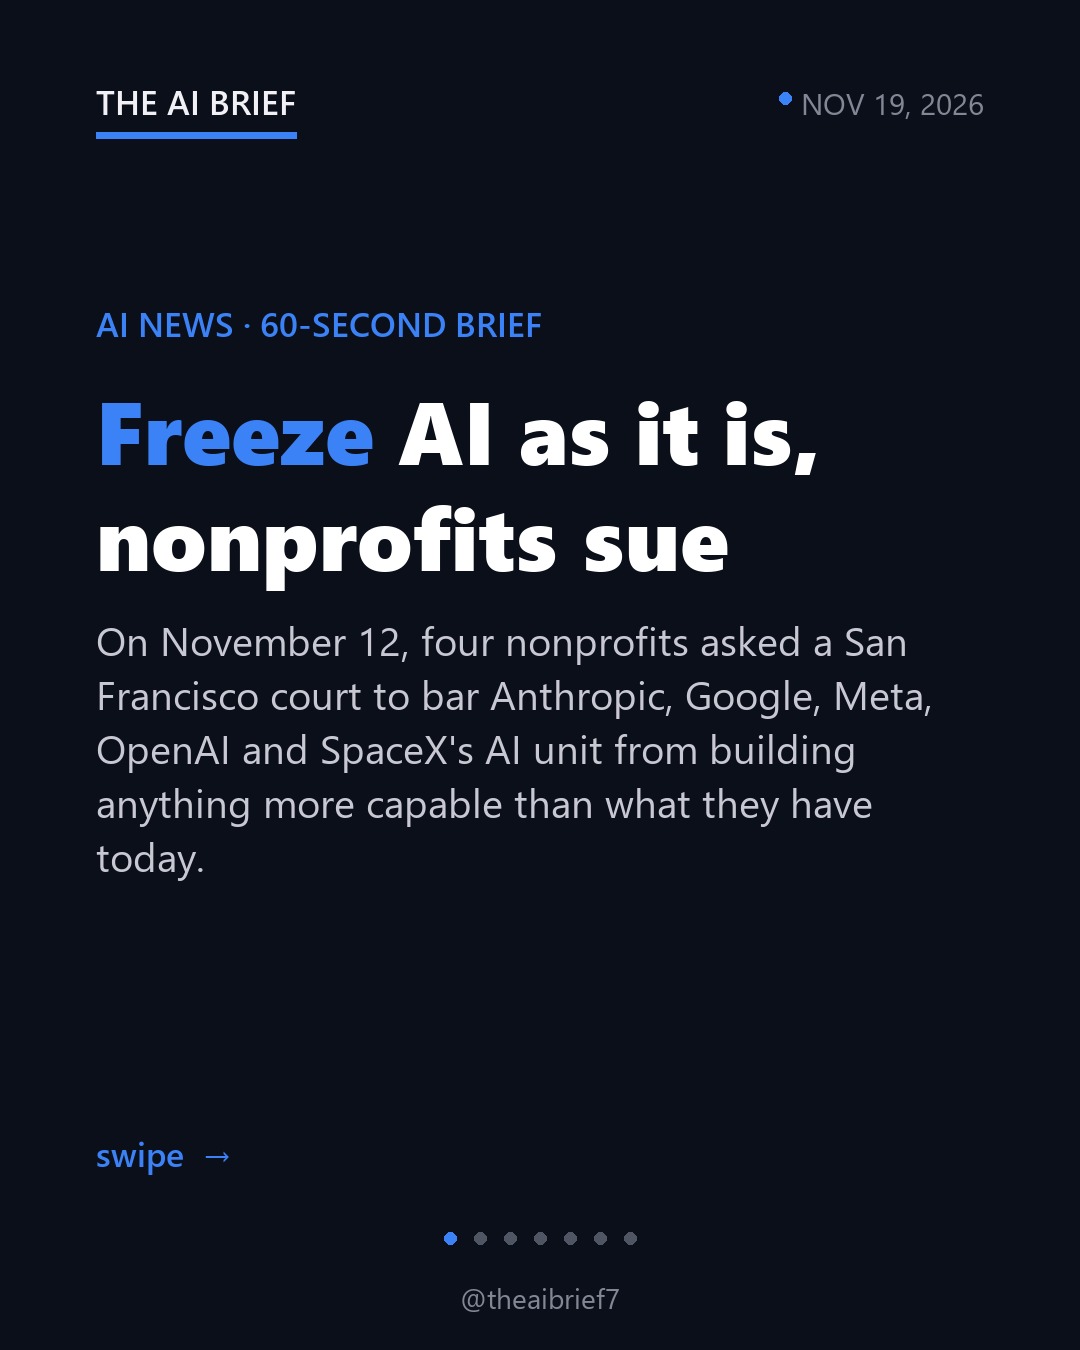 THE AI BRIEF
NOV 19, 2026
AI NEWS · 60-SECOND BRIEF
Freeze AI as it is,
nonprofits sue
On November 12, four nonprofits asked a San
Francisco court to bar Anthropic, Google, Meta,
OpenAI and SpaceX's AI unit from building
anything more capable than what they have
today.
swipe →
@theaibrief7